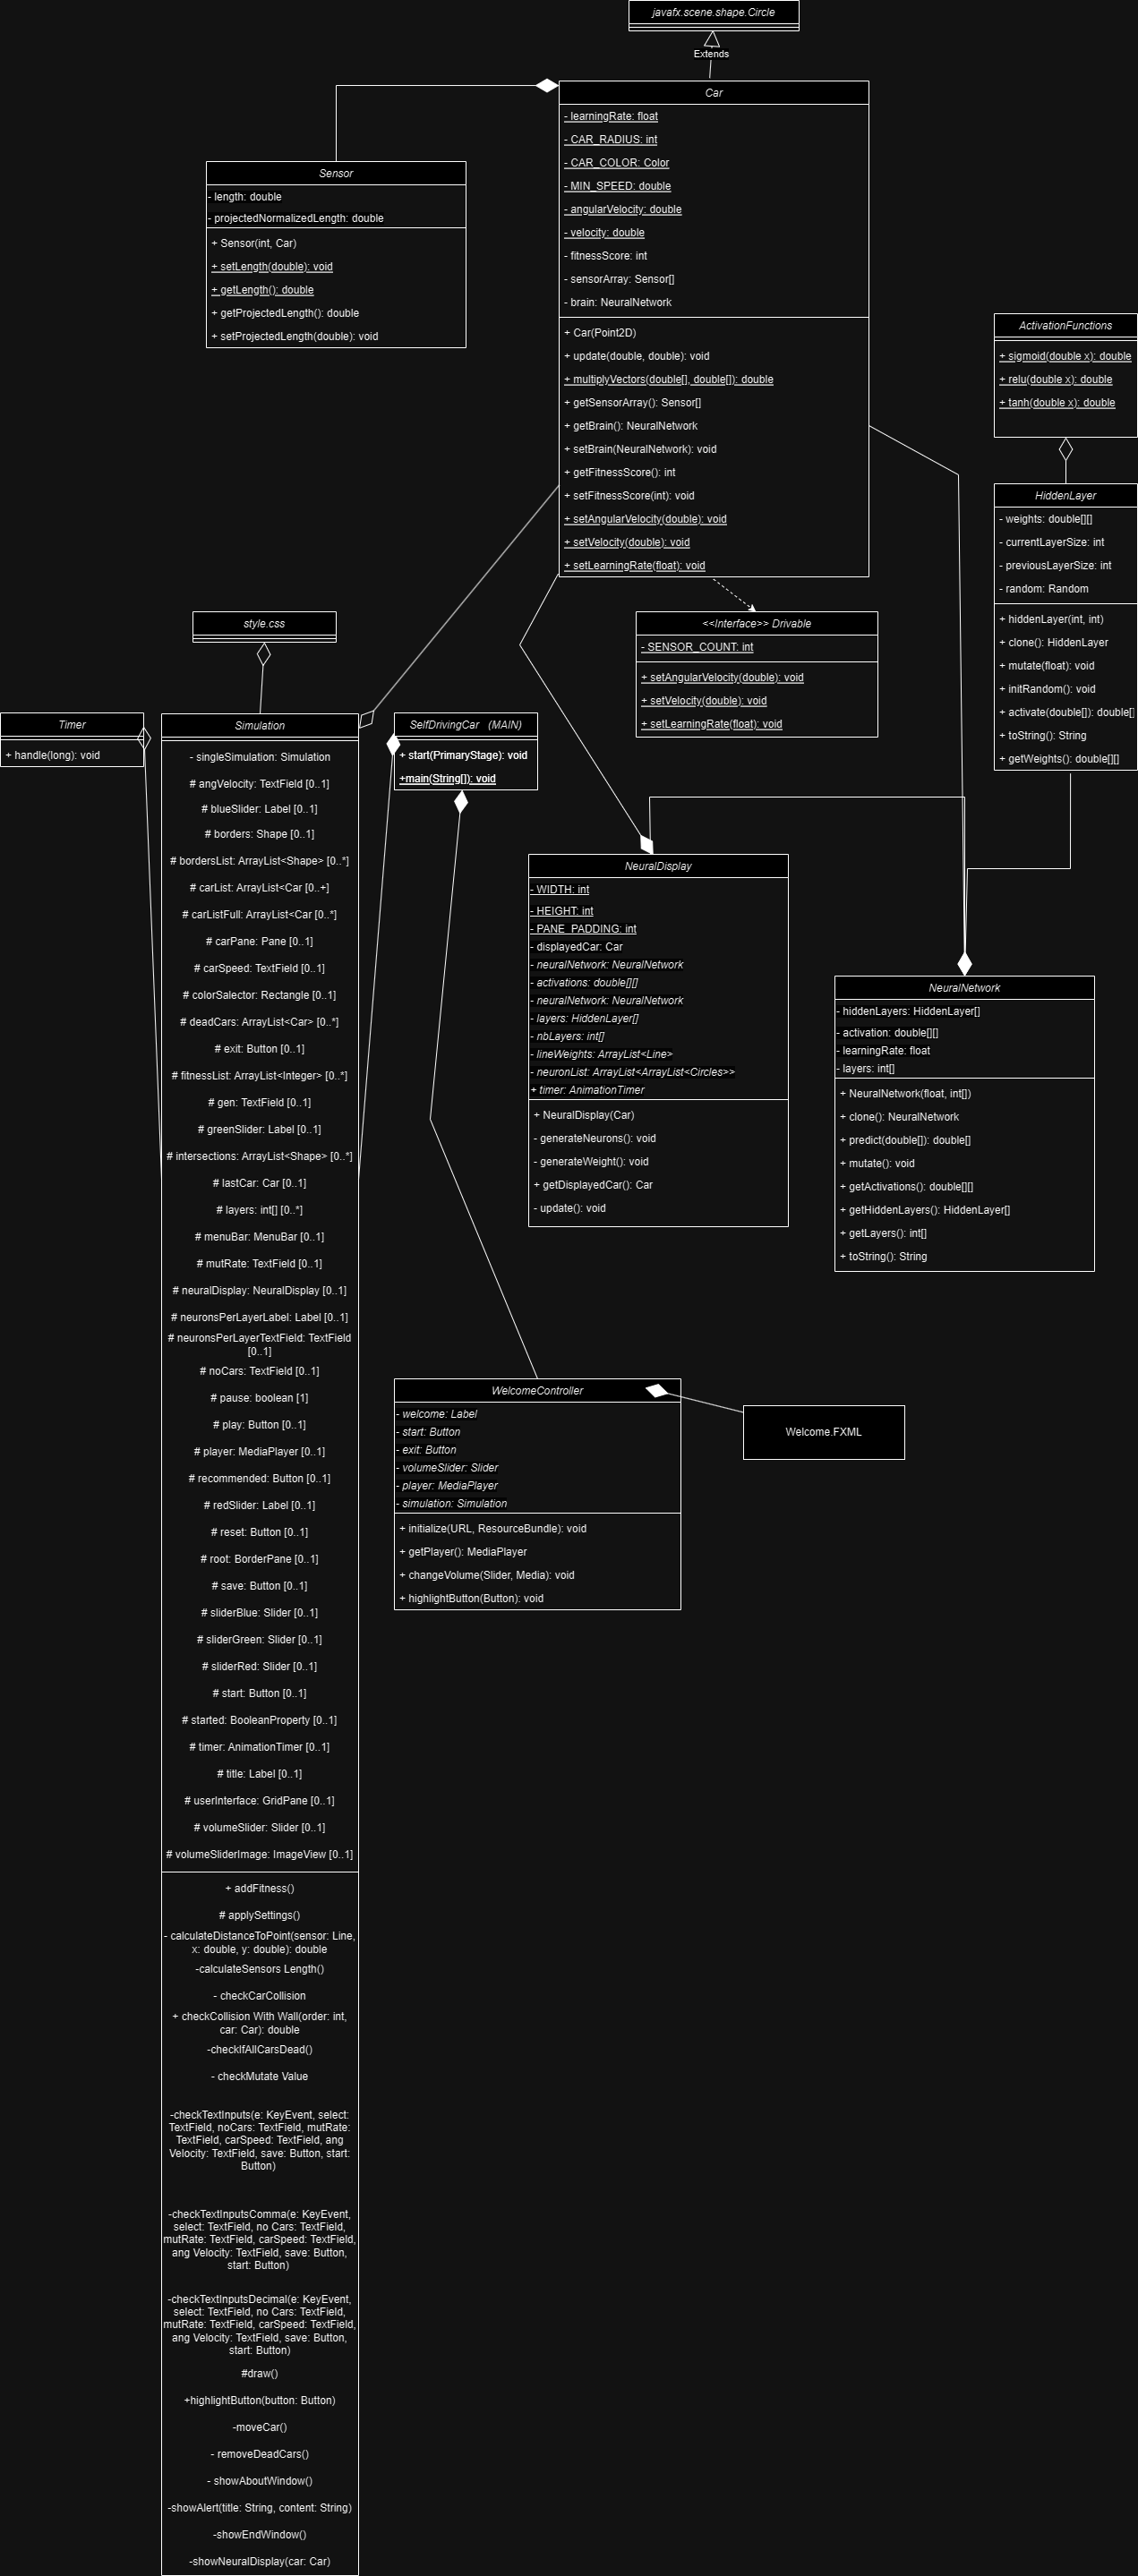 javafx.scene.shape.Circle
Extends
Car
- learningRate: float
- CAR_RADIUS: int
- CAR_COLOR: Color
- MIN_SPEED: double
- angularVelocity: double
- velocity: double
- fitnessScore: int
- sensorArray: Sensor[]
- brain: NeuralNetwork
+ Car(Point2D)
+ update(double, double): void
+ multiplyVectors(double[], double[]): double
+ getSensorArray(): Sensor[]
+ getBrain(): NeuralNetwork
+ setBrain(NeuralNetwork): void
+ getFitnessScore(): int
+ setFitnessScore(int): void
+ setAngularVelocity(double): void
+ setVelocity(double): void
+ setLearningRate(float): void
Sensor
- length: double
- projectedNormalizedLength: double
+ Sensor(int, Car)
+ setLength(double): void
+ getLength(): double
+ getProjectedLength(): double
+ setProjectedLength(double): void
ActivationFunctions
+ sigmoid(double x): double
+ relu(double x): double
+ tanh(double x): double
HiddenLayer
- weights: double[][]
- currentLayerSize: int
- previousLayerSize: int
- random: Random
+ hiddenLayer(int, int)
+ clone(): HiddenLayer
+ mutate(float): void
+ initRandom(): void
+ activate(double[]): double[]
+ toString(): String
+ getWeights(): double[][]
<<Interface>> Drivable
- SENSOR_COUNT: int
+ setAngularVelocity(double): void
+ setVelocity(double): void
+ setLearningRate(float): void
style.css
Timer
+ handle(long): void
SelfDrivingCar (MAIN)
+ start(PrimaryStage): void
+main(String[]): void
Simulation
- singleSimulation: Simulation
# angVelocity: TextField [0..1]
# blueSlider: Label [0..1]
# borders: Shape [0..1]
# bordersList: ArrayList<Shape> [0..*]
# carList: ArrayList<Car [0..+]
# carListFull: ArrayList<Car [0..*]
# carPane: Pane [0..1]
# carSpeed: TextField [0..1]
# colorSalector: Rectangle [0..1]
# deadCars: ArrayList<Car> [0..*]
# exit: Button [0..1]
# fitnessList: ArrayList<Integer> [0..*]
# gen: TextField [0..1]
# greenSlider: Label [0..1]
# intersections: ArrayList<Shape> [0..*]
# lastCar: Car [0..1]
# layers: int[] [0..*]
# menuBar: MenuBar [0..1]
# mutRate: TextField [0..1]
# neuralDisplay: NeuralDisplay [0..1]
# neuronsPerLayerLabel: Label [0..1]
# neuronsPerLayerTextField: TextField
[0..1]
# noCars: TextField [0..1]
# pause: boolean [1]
# play: Button [0..1]
# player: MediaPlayer [0..1]
# recommended: Button [0..1]
# redSlider: Label [0..1]
# reset: Button [0..1]
# root: BorderPane [0..1]
# save: Button [0..1]
# sliderBlue: Slider [0..1]
# sliderGreen: Slider [0..1]
# sliderRed: Slider [0..1]
# start: Button [0..1]
# started: BooleanProperty [0..1]
# timer: AnimationTimer [0..1]
# title: Label [0..1]
# userInterface: GridPane [0..1]
# volumeSlider: Slider [0..1]
# volumeSliderImage: ImageView [0..1]
+ addFitness()
# applySettings()
- calculateDistanceToPoint(sensor: Line,
x: double, y: double): double
-calculateSensors Length()
- checkCarCollision
+ checkCollision With Wall(order: int,
car: Car): double
-checkIfAllCarsDead()
- checkMutate Value
-checkTextInputs(e: KeyEvent, select:
TextField, noCars: TextField, mutRate:
TextField, carSpeed: TextField, ang
Velocity: TextField, save: Button, start:
Button)
-checkTextInputsComma(e: KeyEvent,
select: TextField, no Cars: TextField,
mutRate: TextField, carSpeed: TextField,
ang Velocity: TextField, save: Button,
start: Button)
-checkTextInputsDecimal(e: KeyEvent,
select: TextField, no Cars: TextField,
mutRate: TextField, carSpeed: TextField,
ang Velocity: TextField, save: Button,
start: Button)
#draw()
+highlightButton(button: Button)
-moveCar()
- removeDeadCars()
- showAboutWindow()
-showAlert(title: String, content: String)
-showEndWindow()
-showNeuralDisplay(car: Car)
NeuralDisplay
- WIDTH: int
- HEIGHT: int
- PANE_PADDING: int
- displayedCar: Car
- neuralNetwork: NeuralNetwork
- activations: double[][]
- neuralNetwork: NeuralNetwork
- layers: HiddenLayer[]
- nbLayers: int[]
- lineWeights: ArrayList<Line>
- neuronList: ArrayList<ArrayList<Circles>>
+ timer: AnimationTimer
+ NeuralDisplay(Car)
- generateNeurons(): void
- generateWeight(): void
+ getDisplayedCar(): Car
- update(): void
NeuralNetwork
- hiddenLayers: HiddenLayer[]
- activation: double[][]
- learningRate: float
- layers: int[]
+ NeuralNetwork(float, int[])
+ clone(): NeuralNetwork
+ predict(double[]): double[]
+ mutate(): void
+ getActivations(): double[][]
+ getHiddenLayers(): HiddenLayer[]
+ getLayers(): int[]
+ toString(): String
WelcomeController
- welcome: Label
- start: Button
- exit: Button
- volumeSlider: Slider
- player: MediaPlayer
- simulation: Simulation
+ initialize(URL, ResourceBundle): void
+ getPlayer(): MediaPlayer
+ changeVolume(Slider, Media): void
+ highlightButton(Button): void
Welcome.FXML